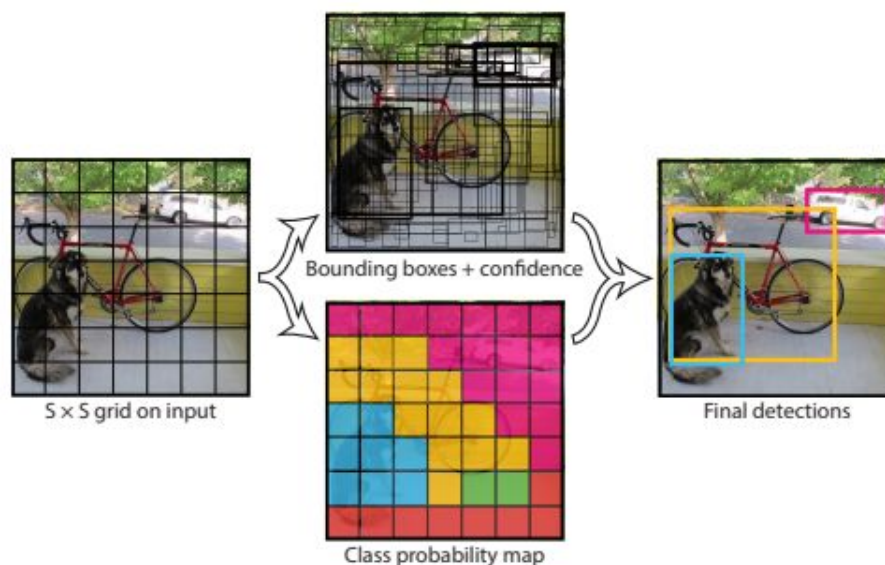 Bounding boxes + confidence
S × S grid on input
Final detections
Class probability map